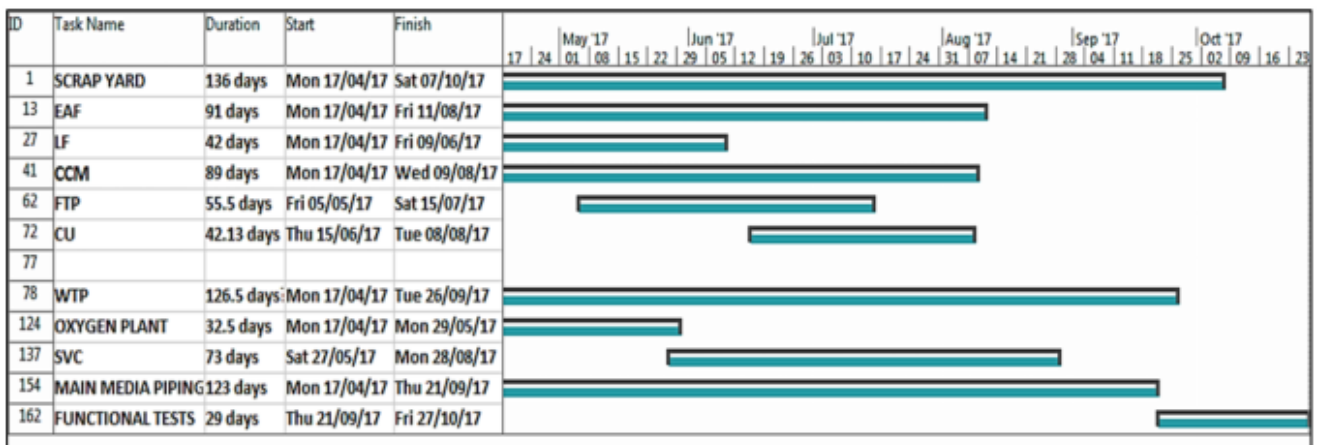 ID Task Name Duration Start Finish
May '17 Jun '17 Jul '17 Aug '17 Sep '17 Oct '17
17 24 01 08 15 22 29 05 12 19 26 03 10 17 24 31 07 14 21 28 04 11 18 25 02 09 16 23
1 SCRAP YARD 136 days Mon 17/04/17 Sat 07/10/17
13 EAF 91 days Mon 17/04/17 Fri 11/08/17
27 LF 42 days Mon 17/04/17 Fri 09/06/17
41 CCM 89 days Mon 17/04/17 Wed 09/08/17
62 FTP 55.5 days Fri 05/05/17 Sat 15/07/17
72 CU 42.13 days Thu 15/06/17 Tue 08/08/17
77
78 WTP 126.5 days? Mon 17/04/17 Tue 26/09/17
124 OXYGEN PLANT 32.5 days Mon 17/04/17 Mon 29/05/17
137 SVC 73 days Sat 27/05/17 Mon 28/08/17
154 MAIN MEDIA PIPING 123 days Mon 17/04/17 Thu 21/09/17
162 FUNCTIONAL TESTS 29 days Thu 21/09/17 Fri 27/10/17